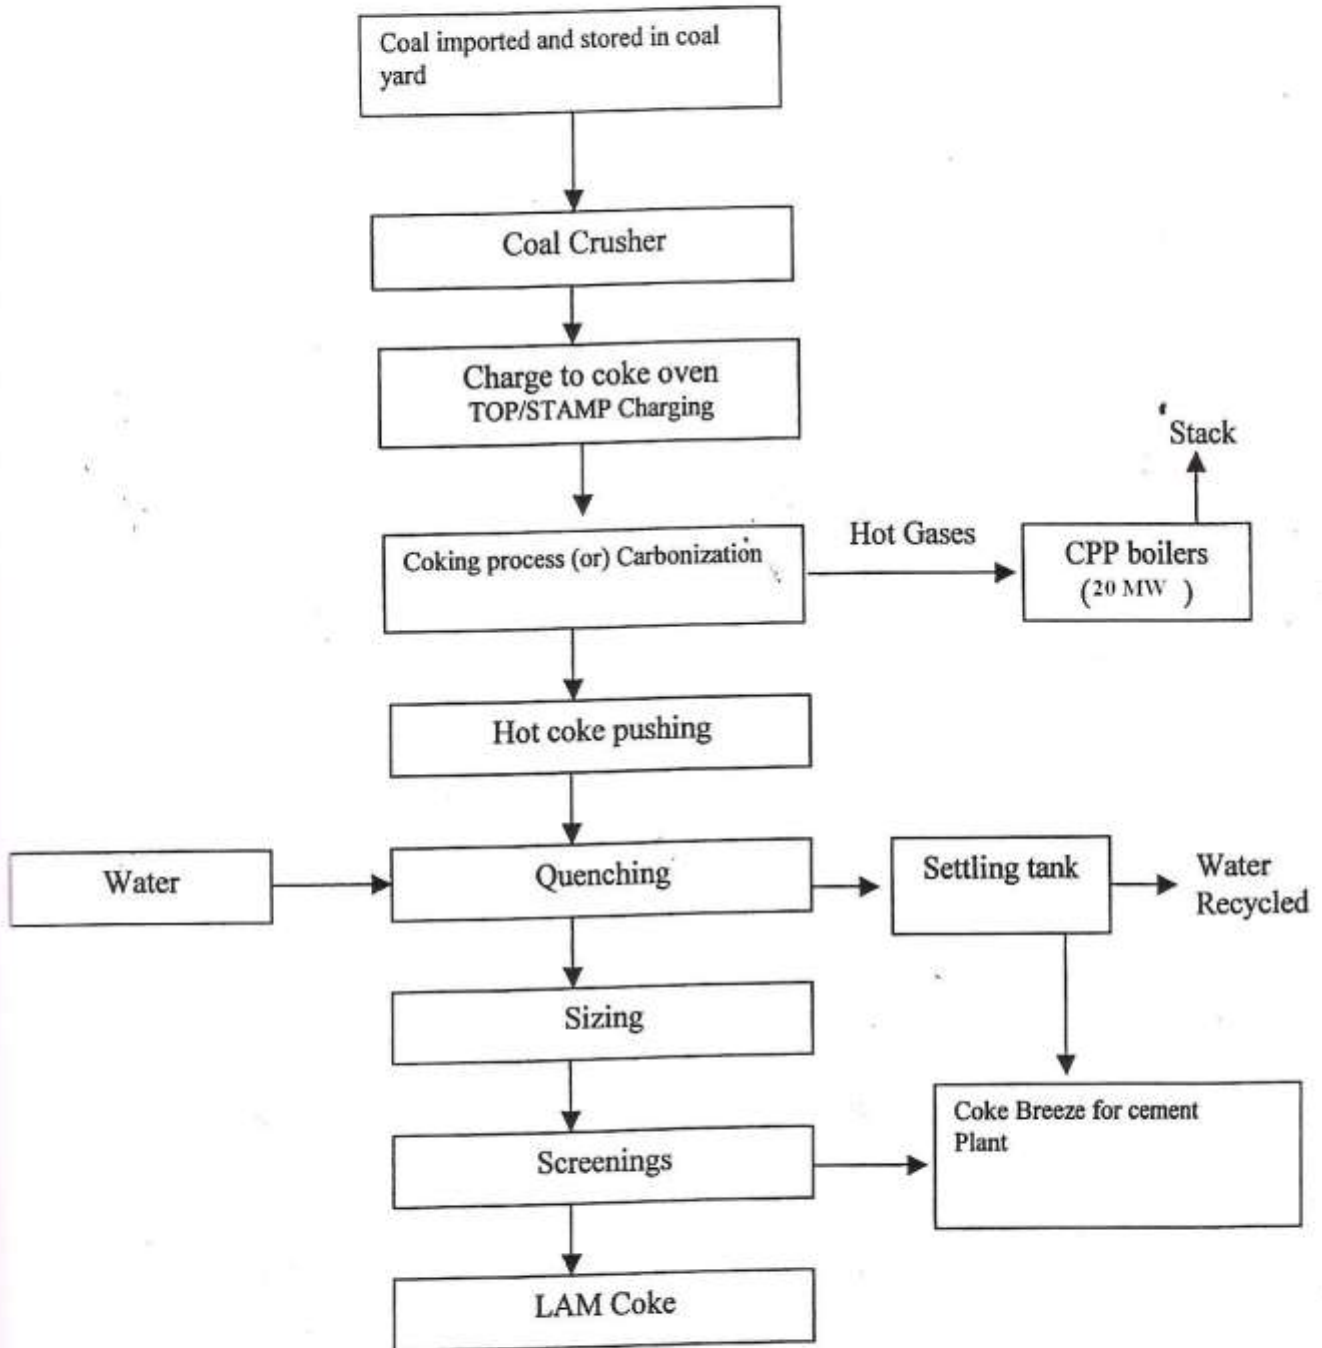 Coal imported and stored in coal
yard
Coal Crusher
Charge to coke oven
TOP/STAMP Charging
Stack
Coking process (or) Carbonization
Hot Gases
CPP boilers
(20 MW )
Hot coke pushing
Water
Quenching
Settling tank
Water
Recycled
Sizing
Coke Breeze for cement
Plant
Screenings
LAM Coke